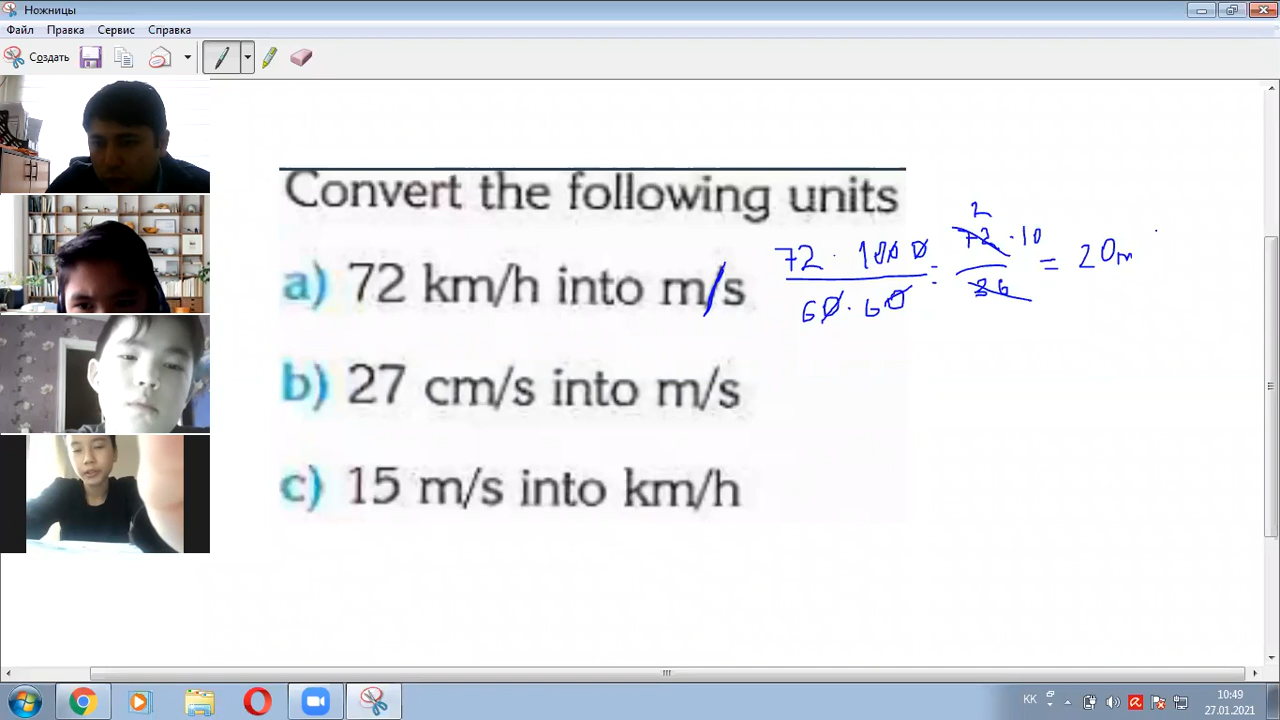 Ножницы
Файл Правка Сервис Справка
Создать
Convert the following units
a) 72 km/h into m/s
72 · 1000 / 60 · 60 = 72 · 10 / 36 = 20m
2
b) 27 cm/s into m/s
c) 15 m/s into km/h
KK
10:49
27.01.2021